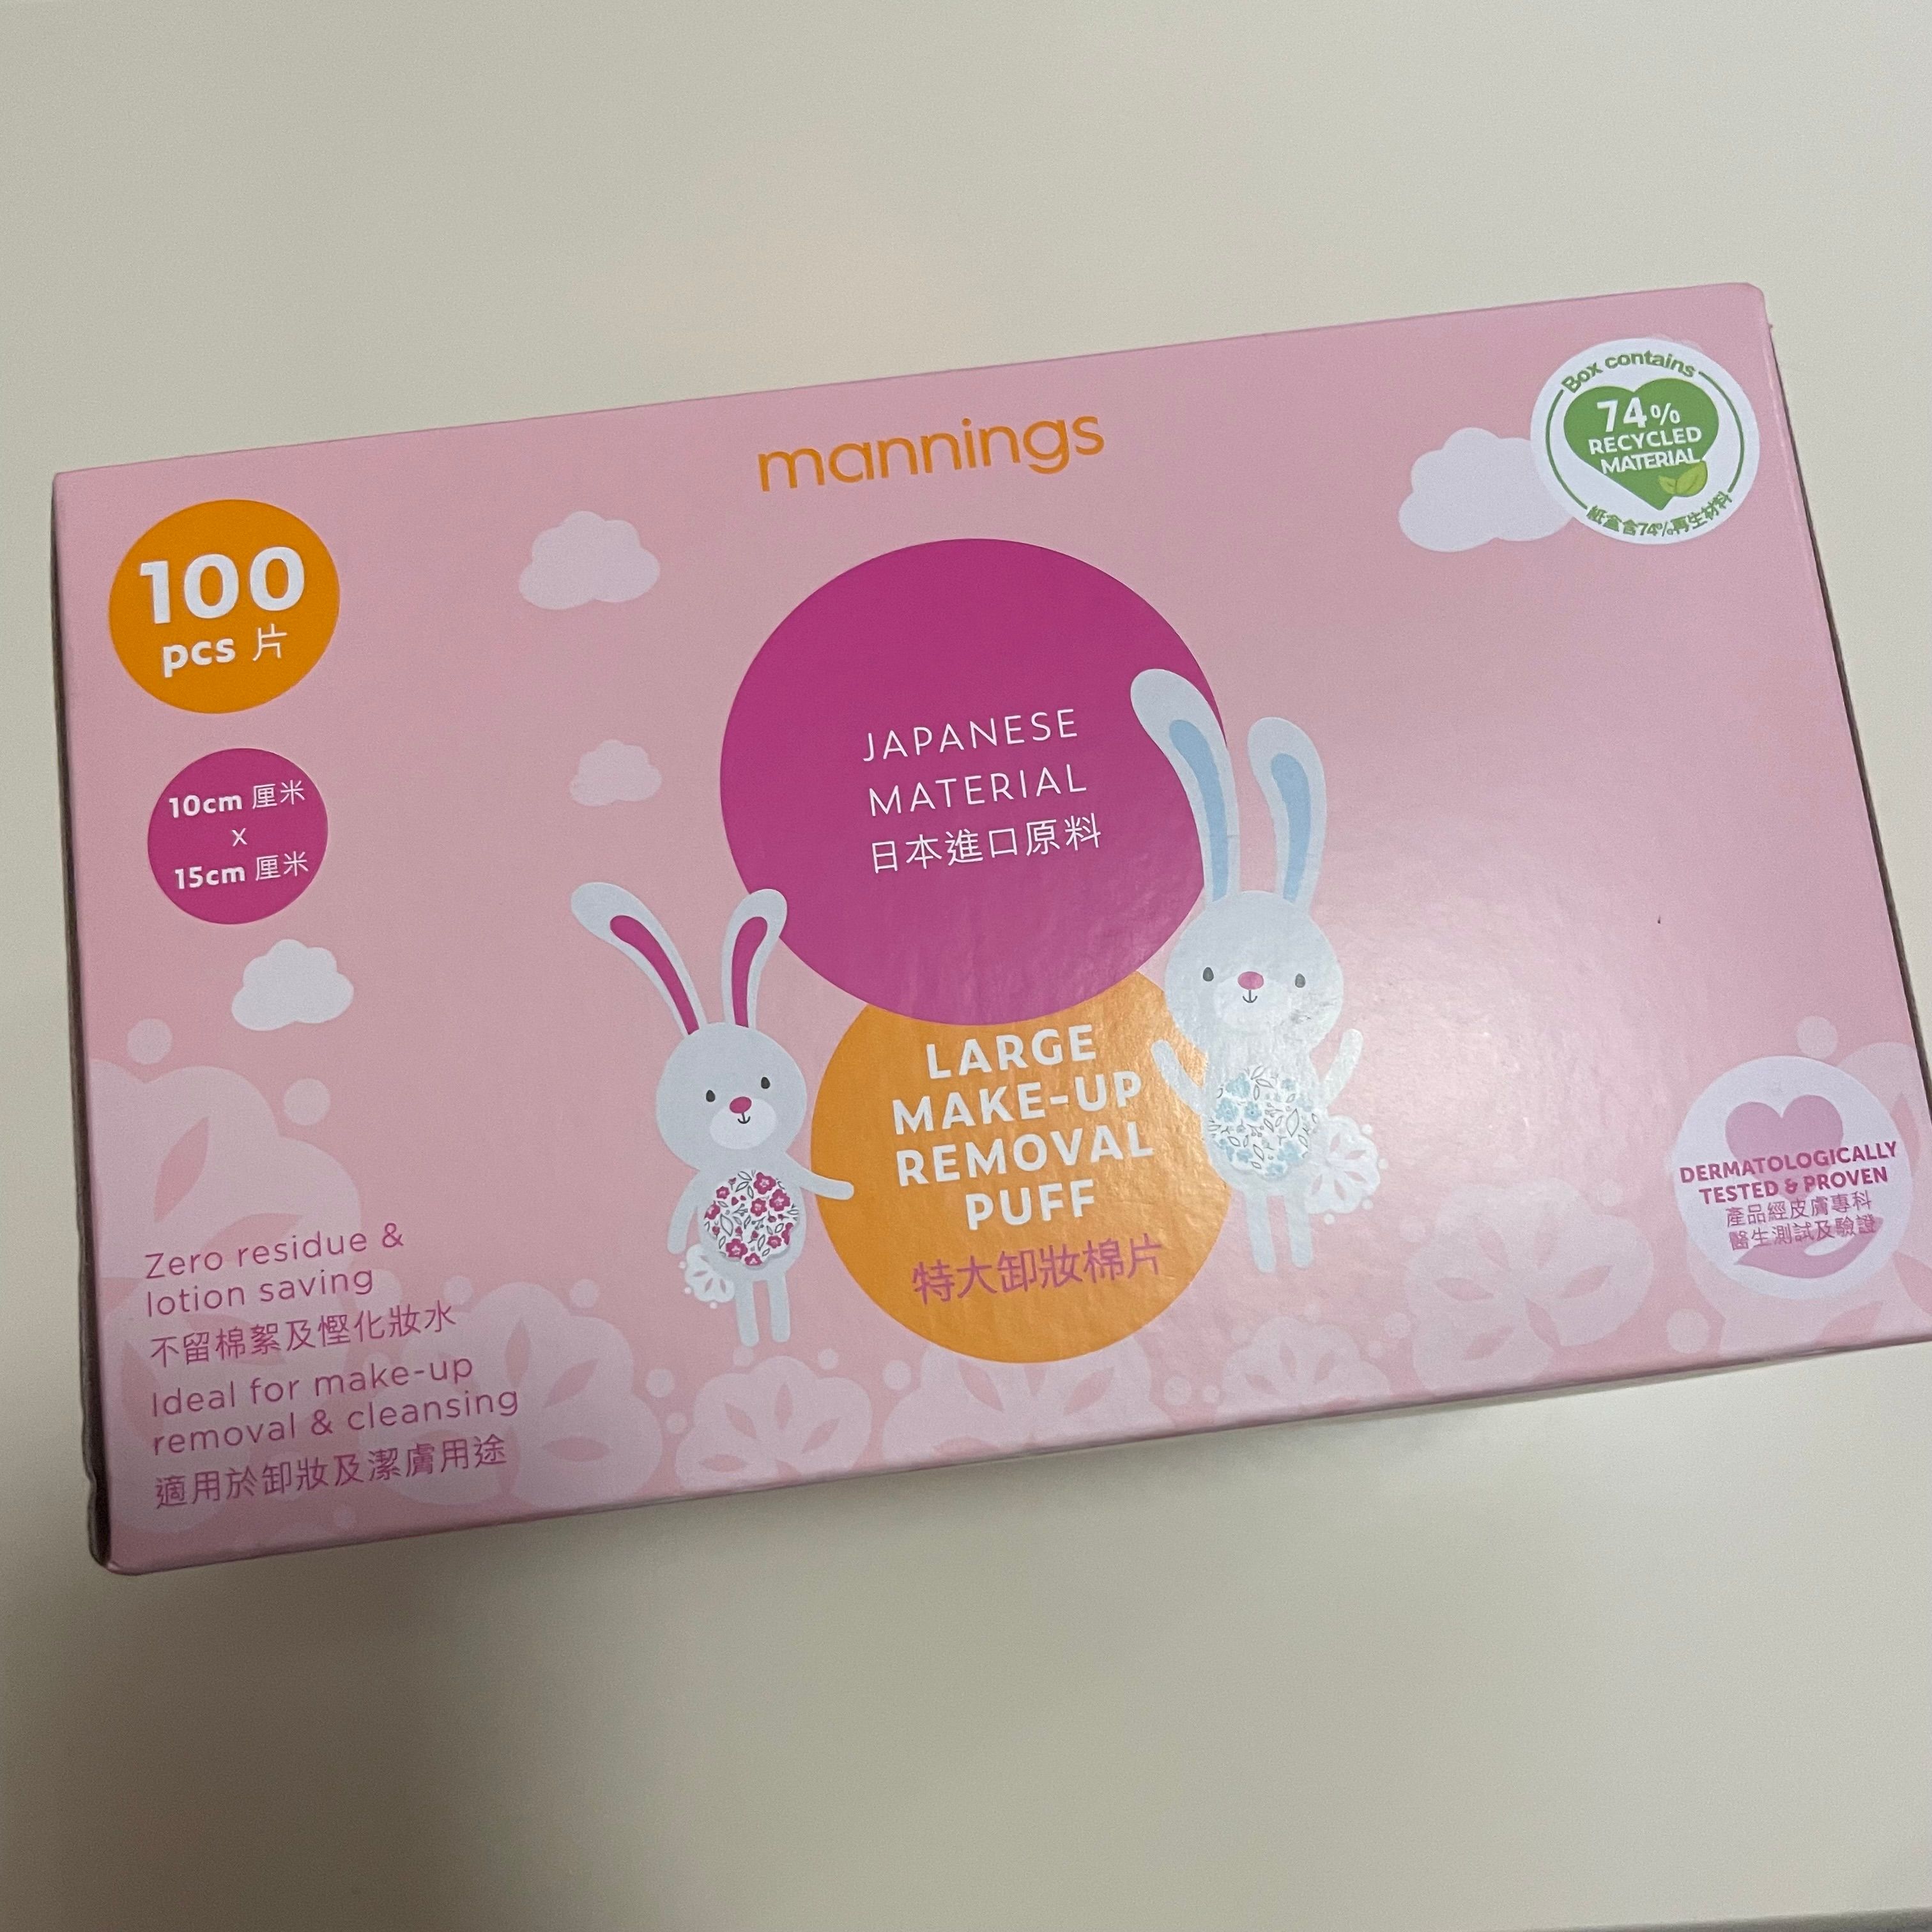 mannings
Box contains
74%
RECYCLED
MATERIAL
紙盒含74%再生材料
100
pcs 片
10cm 厘米
x
15cm 厘米
JAPANESE
MATERIAL
日本進口原料
LARGE
MAKE-UP
REMOVAL
PUFF
特大卸妝棉片
Zero residue &
lotion saving
不留棉絮及慳化妝水
Ideal for make-up
removal & cleansing
適用於卸妝及潔膚用途
DERMATOLOGICALLY
TESTED & PROVEN
產品經皮膚專科
醫生測試及驗證